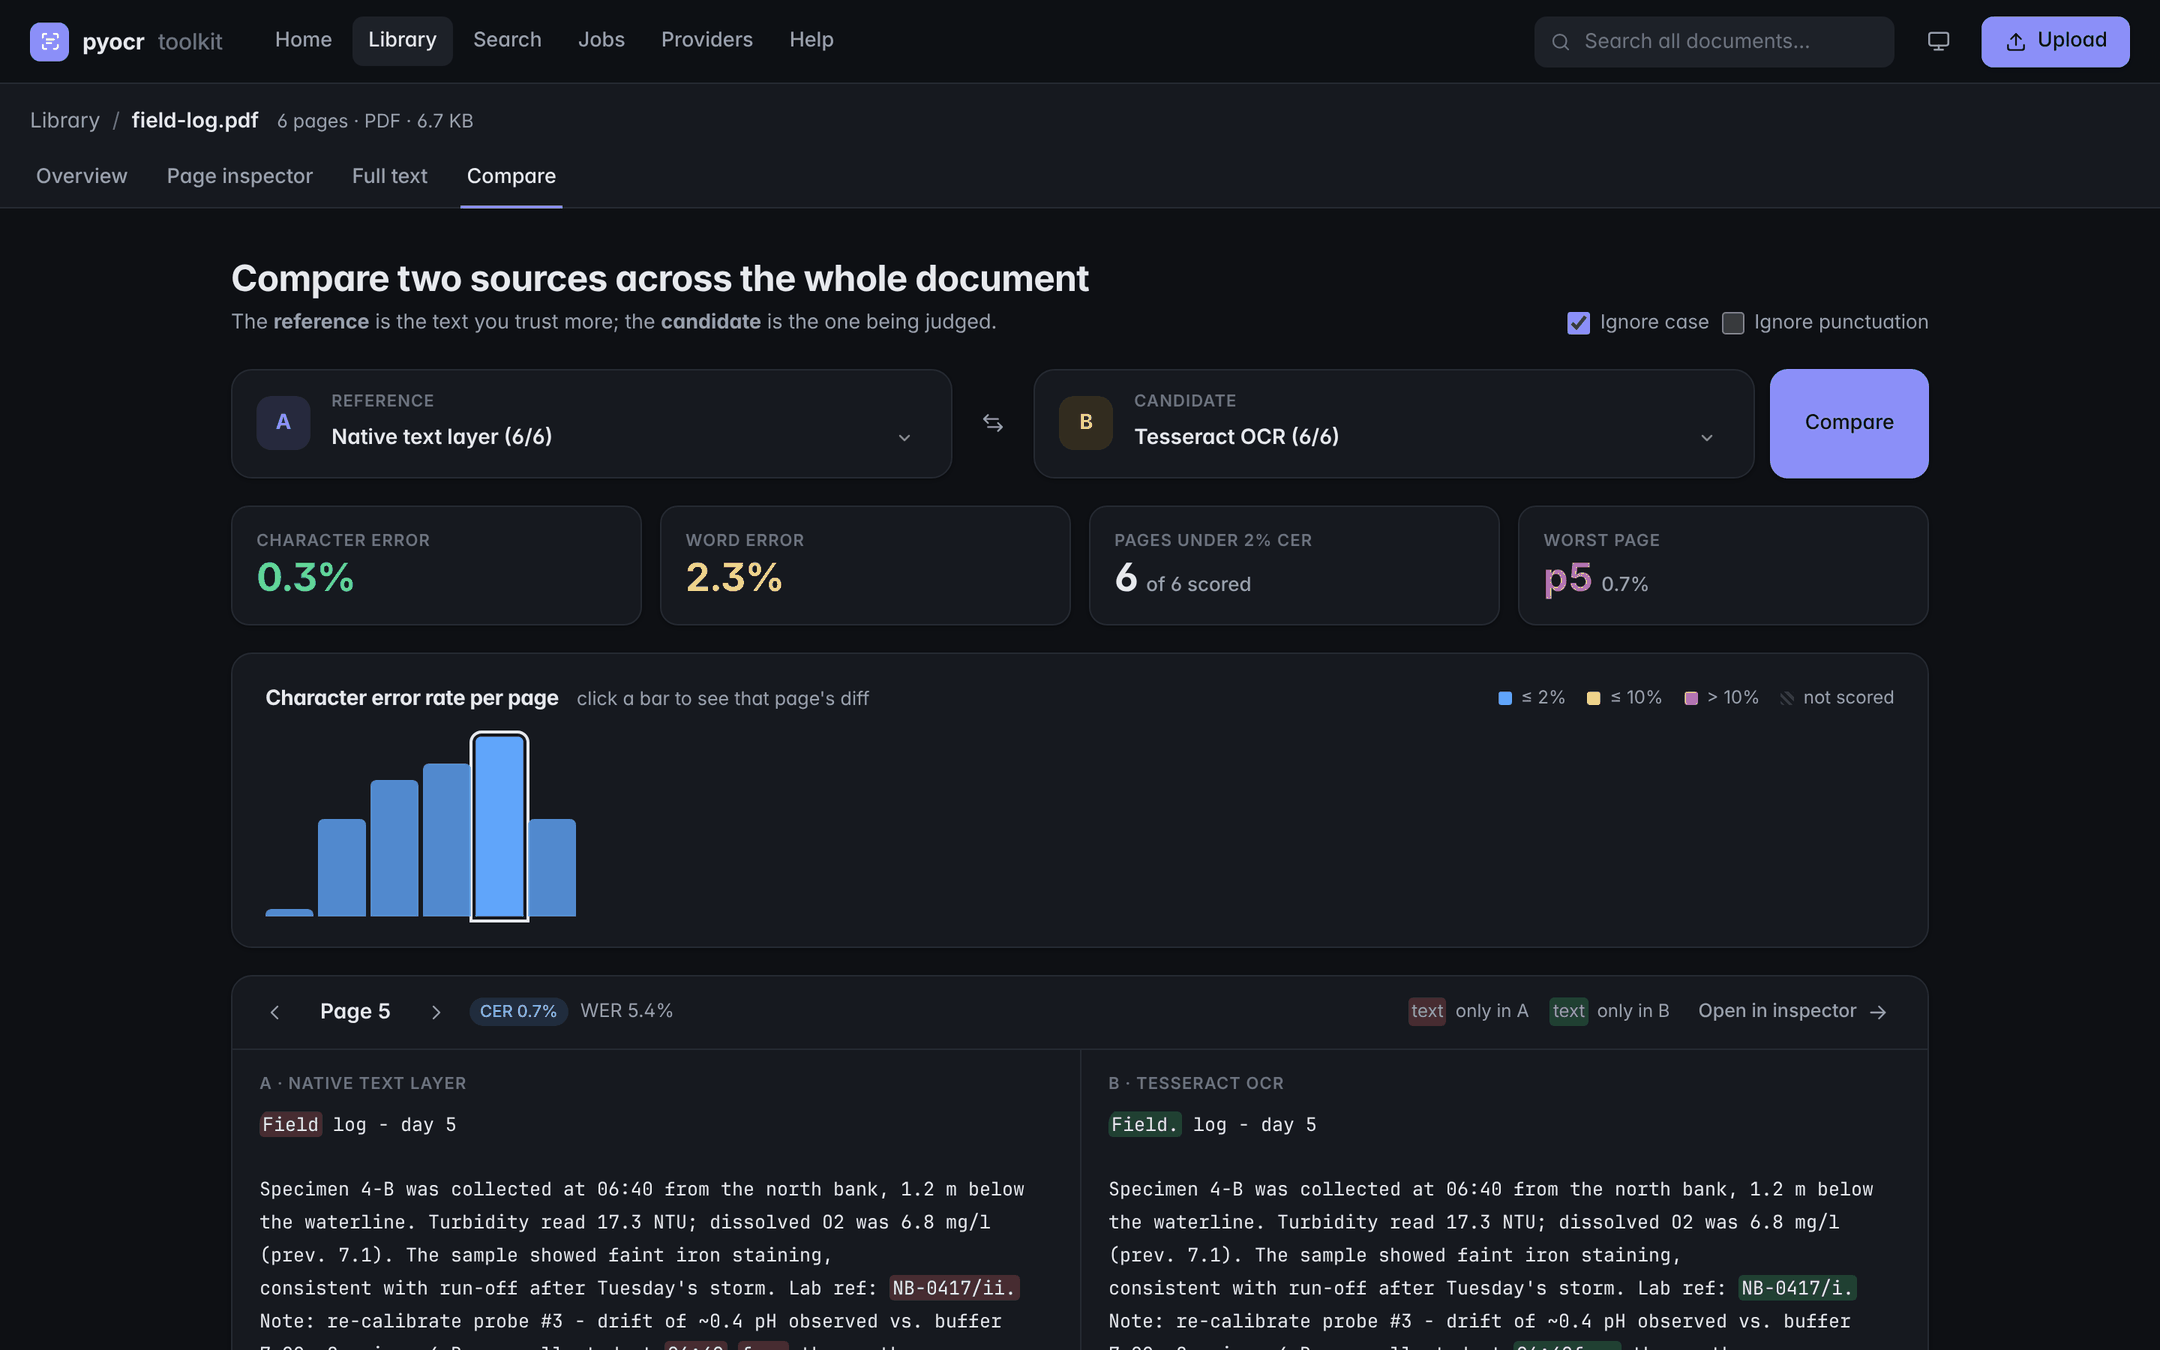 pyocr toolkit Home Library Search Jobs Providers Help Search all documents... Upload
Library / field-log.pdf 6 pages · PDF · 6.7 KB
Overview Page inspector Full text Compare
Compare two sources across the whole document
The reference is the text you trust more; the candidate is the one being judged.
Ignore case Ignore punctuation
A REFERENCE
Native text layer (6/6)
B CANDIDATE
Tesseract OCR (6/6)
Compare
CHARACTER ERROR
0.3%
WORD ERROR
2.3%
PAGES UNDER 2% CER
6 of 6 scored
WORST PAGE
p5 0.7%
Character error rate per page click a bar to see that page's diff
≤ 2% ≤ 10% > 10% not scored
Page 5 CER 0.7% WER 5.4%
text only in A text only in B Open in inspector →
A · NATIVE TEXT LAYER
Field log - day 5
Specimen 4-B was collected at 06:40 from the north bank, 1.2 m below
the waterline. Turbidity read 17.3 NTU; dissolved O2 was 6.8 mg/l
(prev. 7.1). The sample showed faint iron staining,
consistent with run-off after Tuesday's storm. Lab ref: NB-0417/ii.
Note: re-calibrate probe #3 - drift of ~0.4 pH observed vs. buffer
B · TESSERACT OCR
Field. log - day 5
Specimen 4-B was collected at 06:40 from the north bank, 1.2 m below
the waterline. Turbidity read 17.3 NTU; dissolved O2 was 6.8 mg/l
(prev. 7.1). The sample showed faint iron staining,
consistent with run-off after Tuesday's storm. Lab ref: NB-0417/i.
Note: re-calibrate probe #3 - drift of ~0.4 pH observed vs. buffer